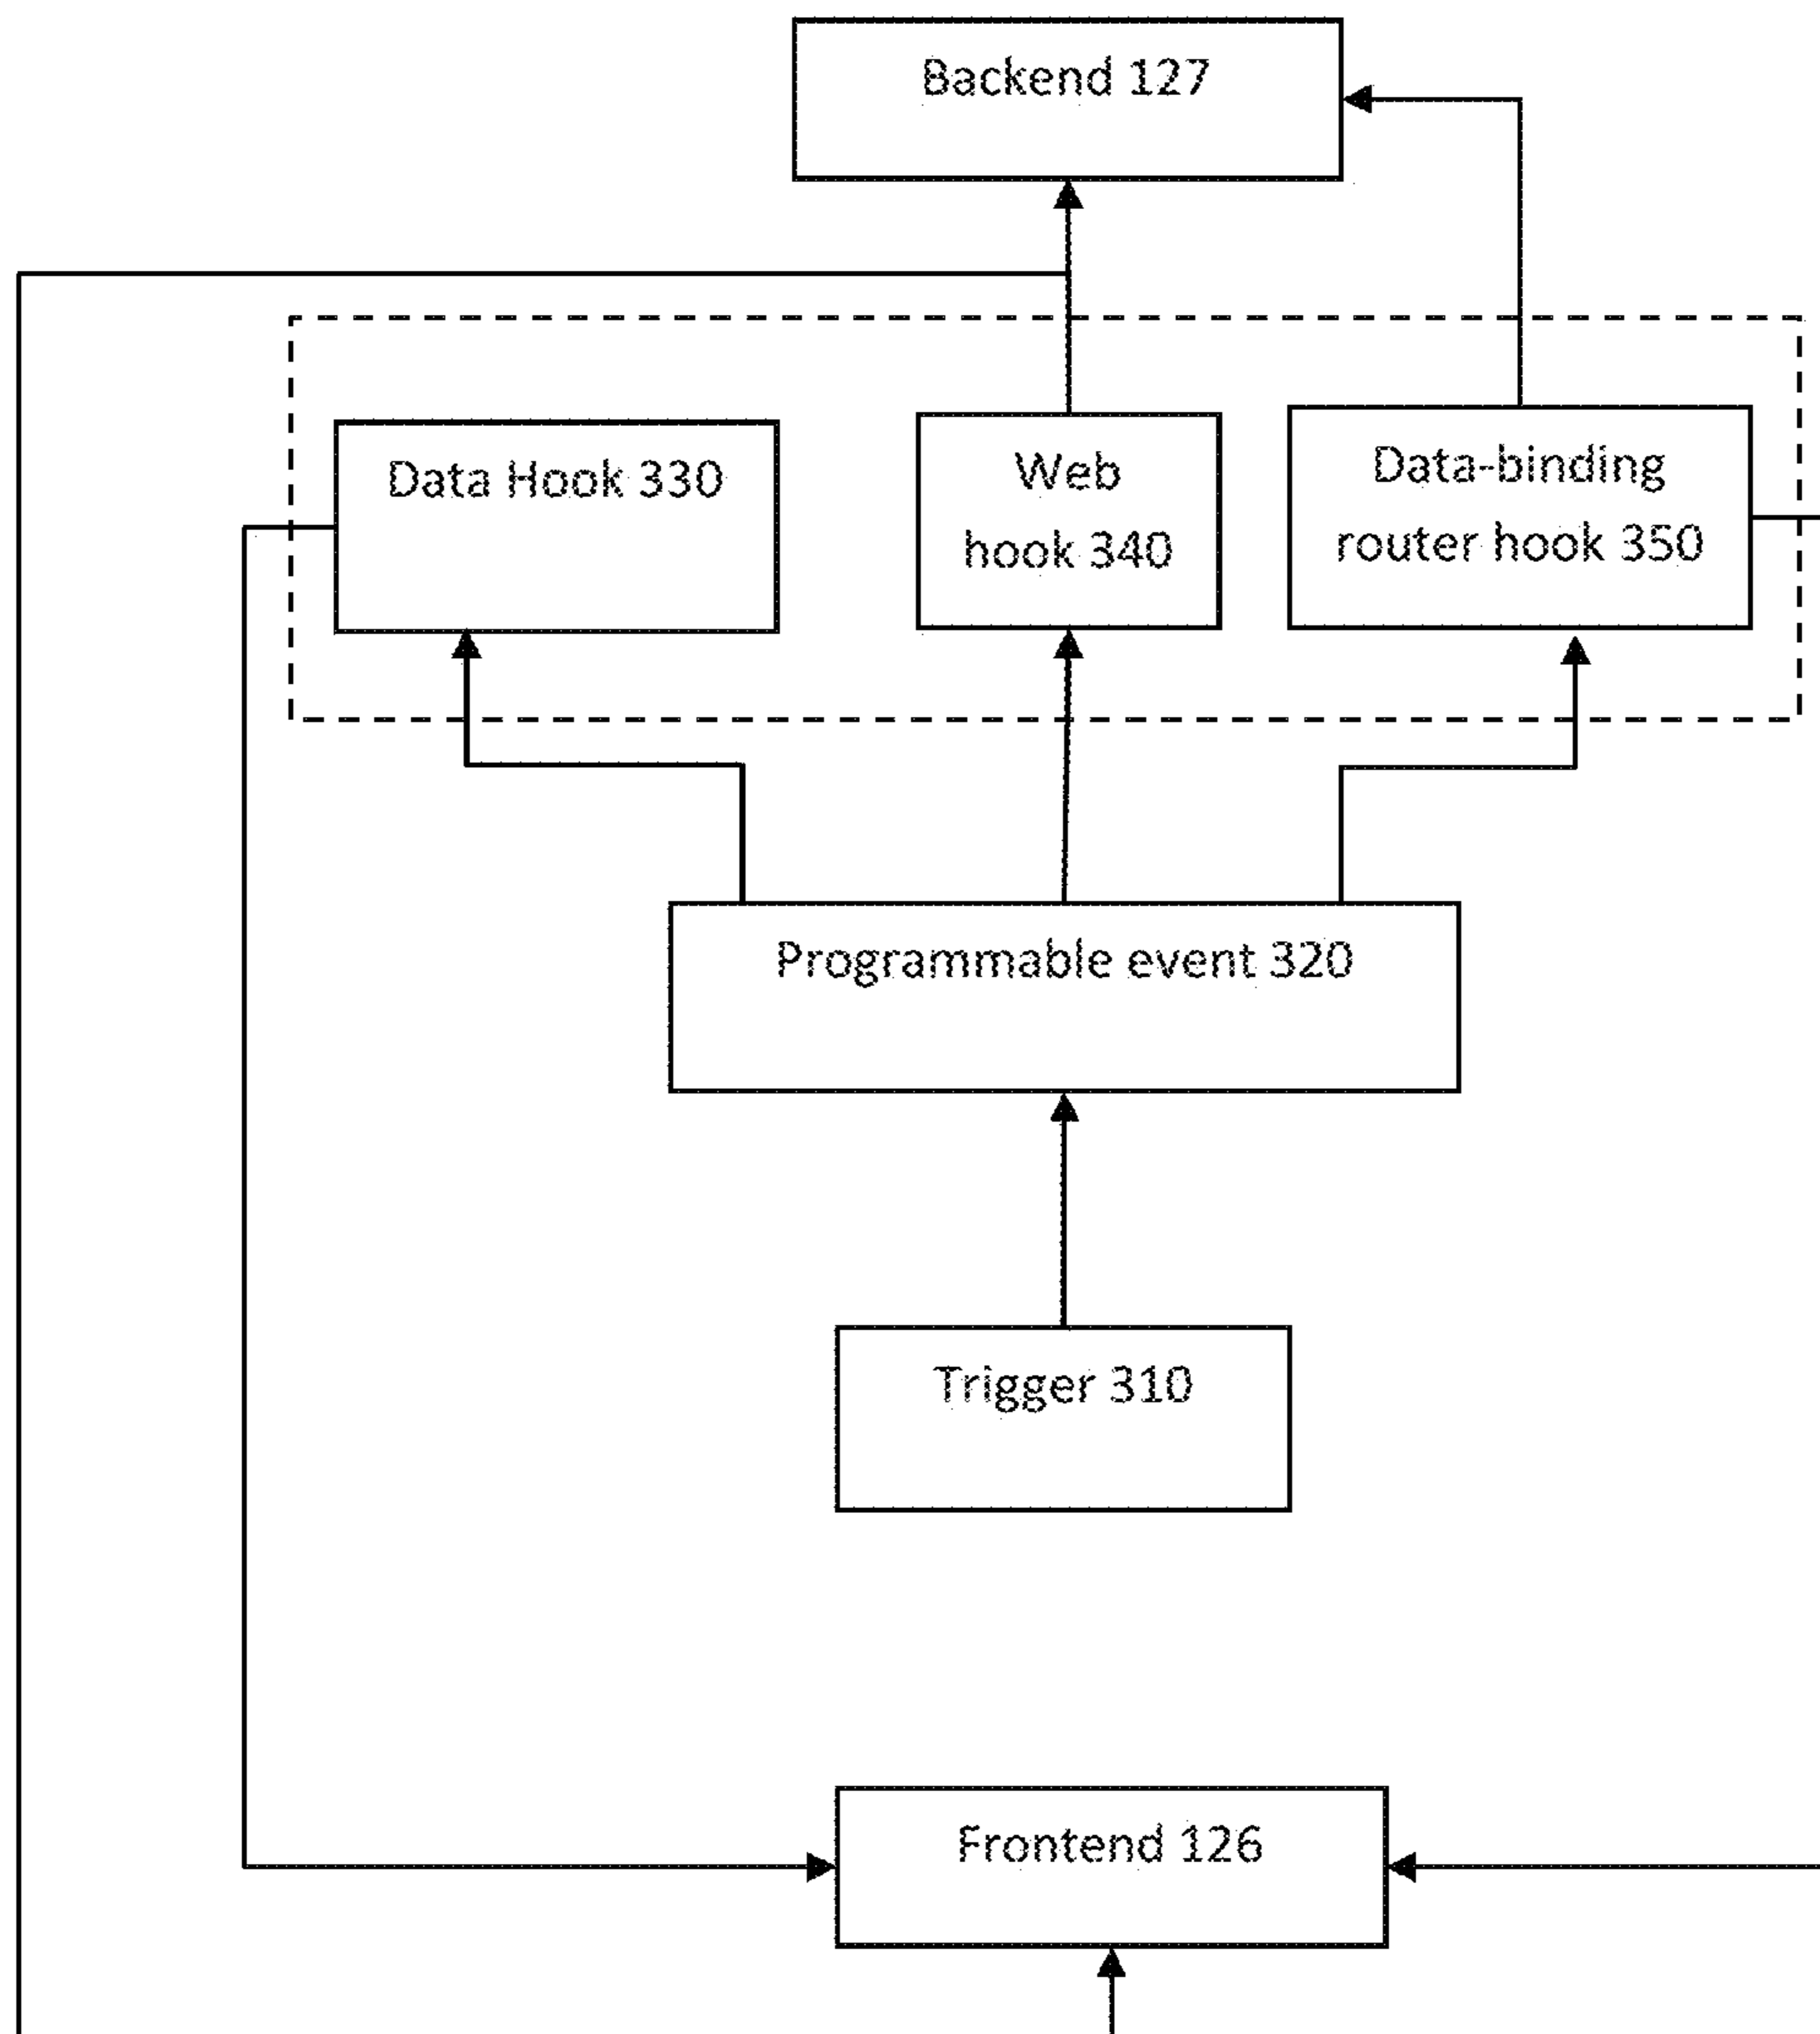 Backend 127
Data Hook 330
Web
hook 340
Data-binding
router hook 350
Programmable event 320
Trigger 310
Frontend 126